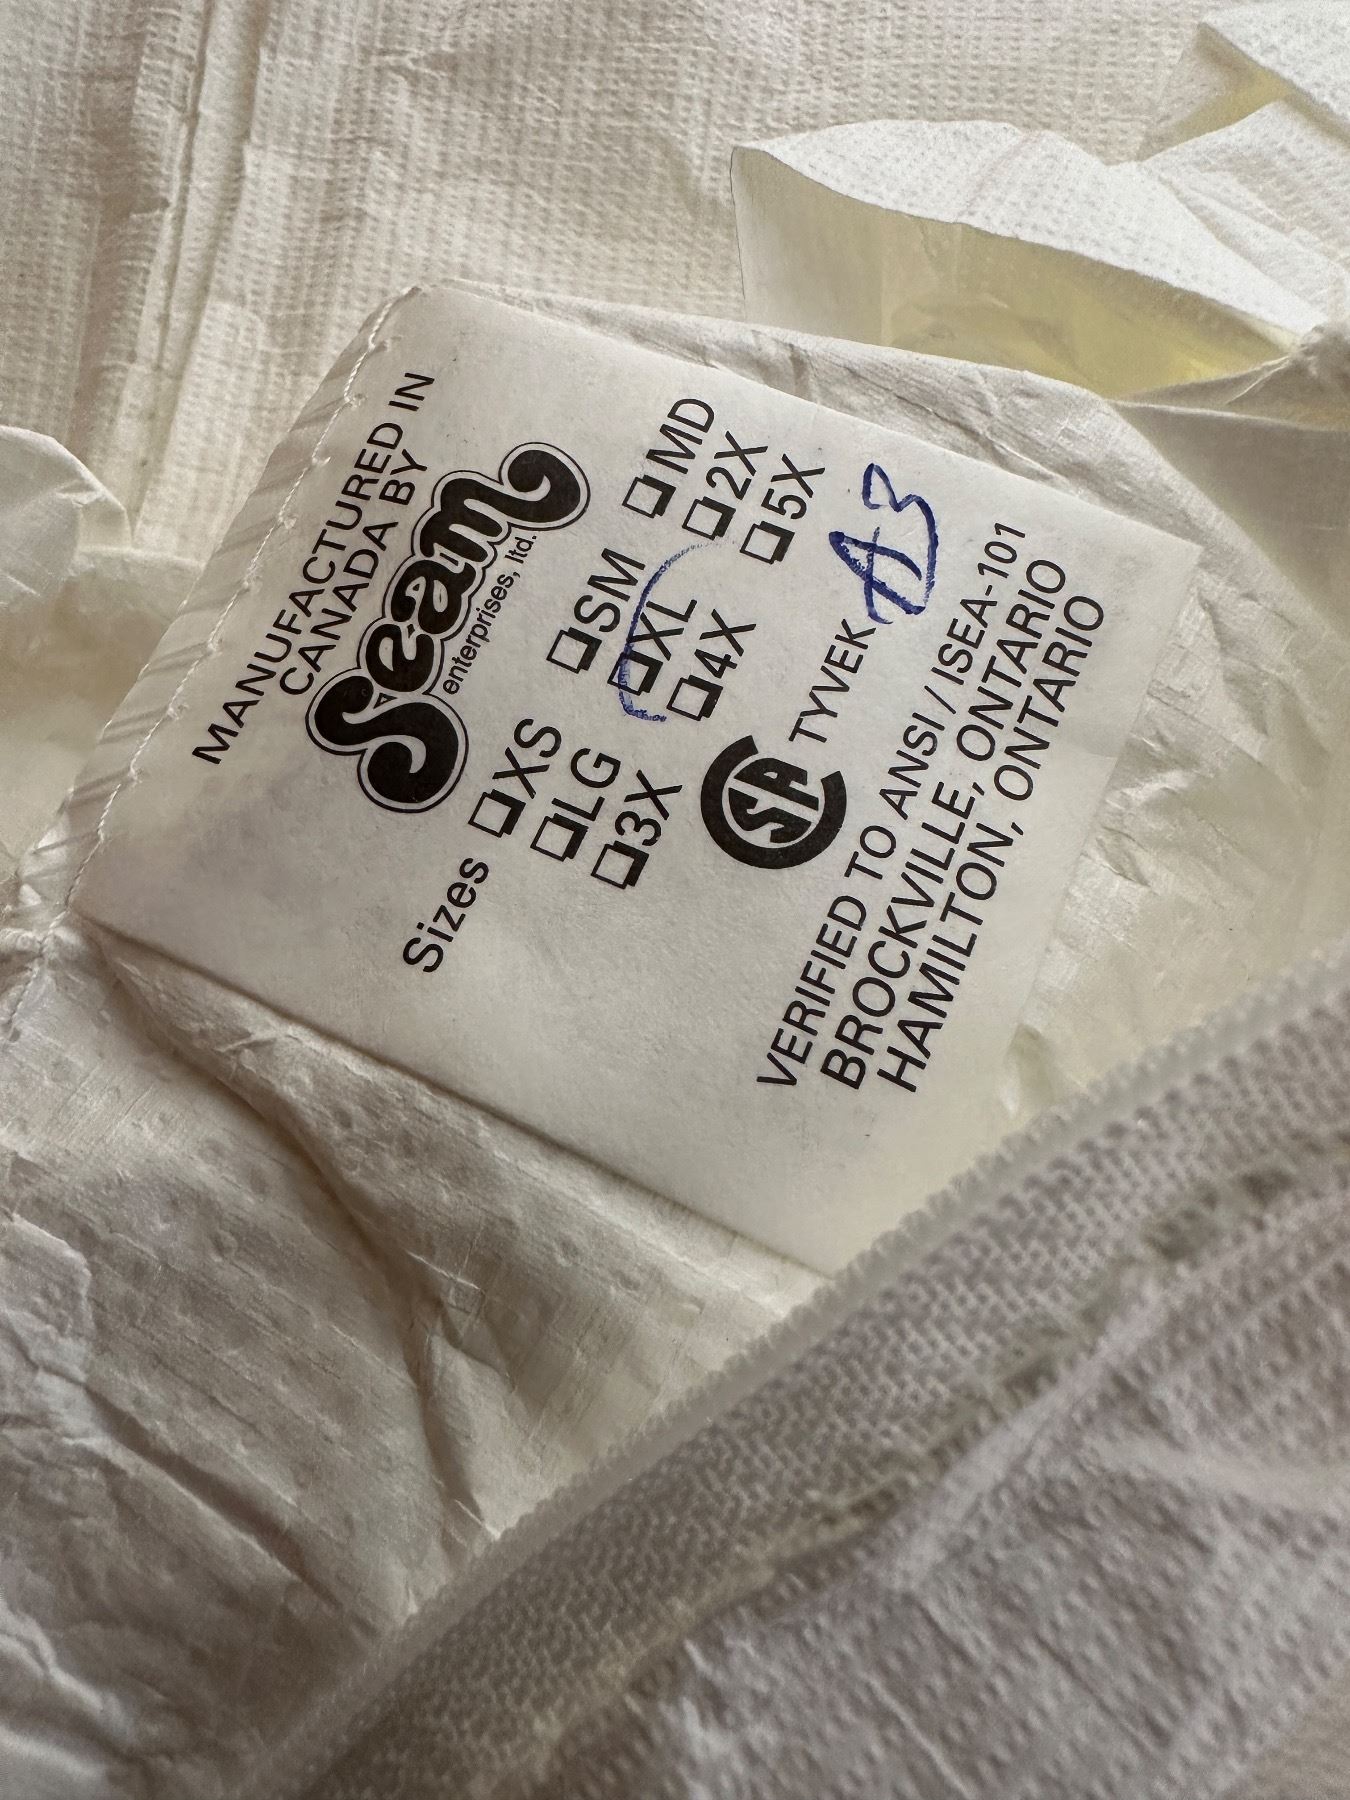 MANUFACTURED IN
CANADA BY
Seam
enterprises, ltd.
Sizes □XS □SM □MD
□LG □XL □2X
□3X □4X □5X
SA TYVEK A3
VERIFIED TO ANSI / ISEA-101
BROCKVILLE, ONTARIO
HAMILTON, ONTARIO